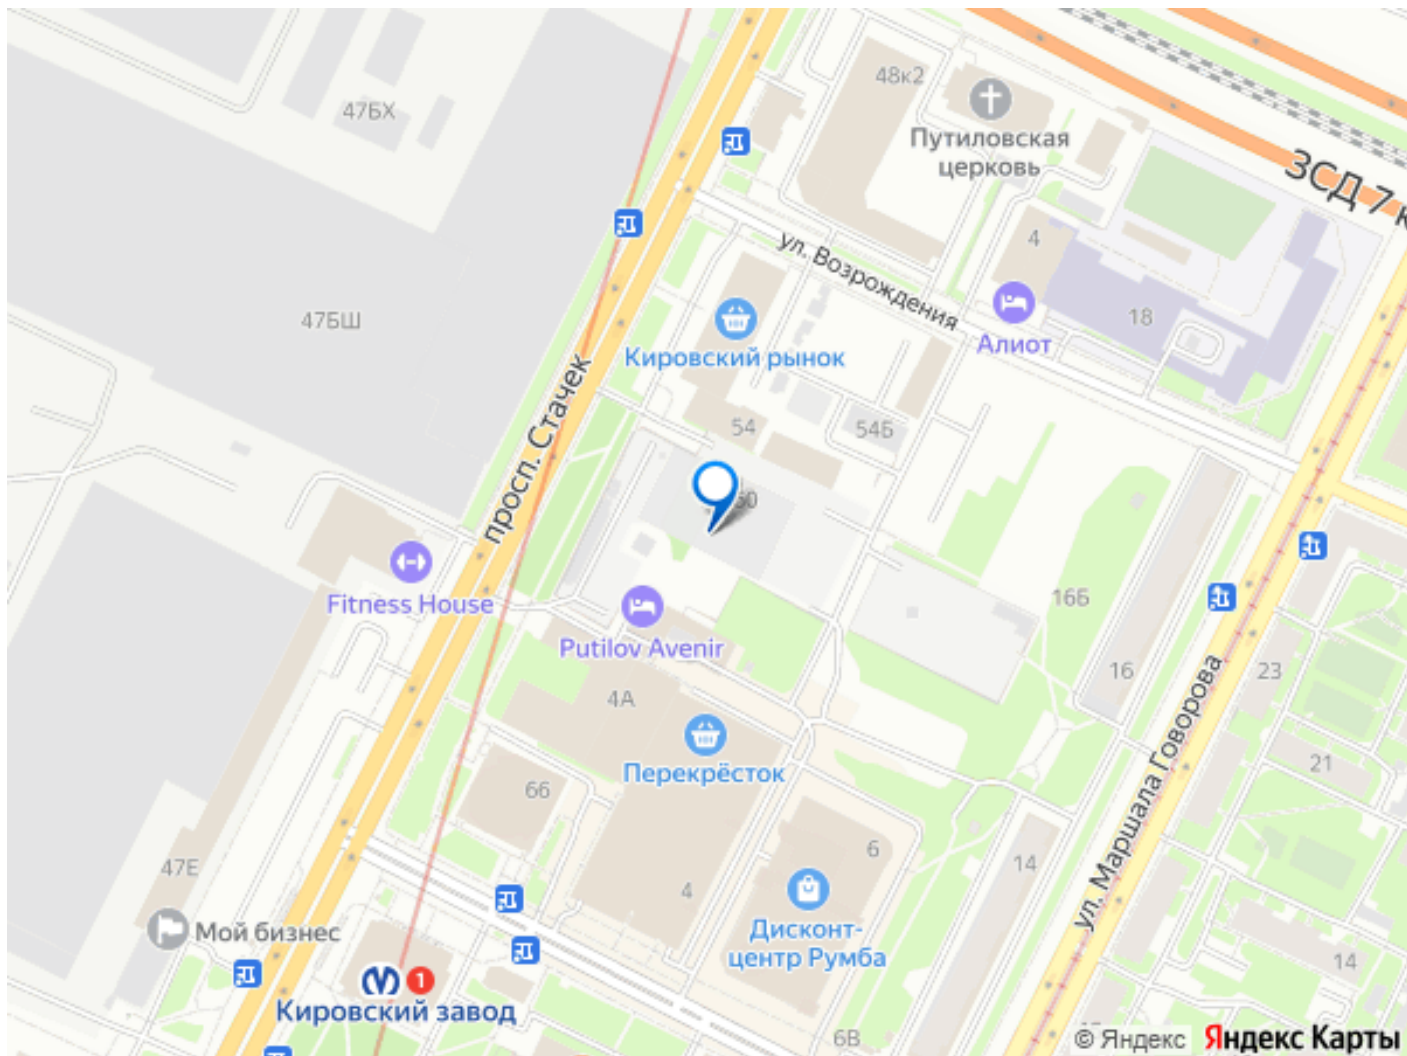 48к2
47БХ
Путиловская
церковь
ЗСД 7 к
4
ул. Возрождения
47БШ
18
Алиот
Кировский рынок
просп. Стачек
54
54Б
60
Fitness House
16Б
Putilov Avenir
16
23
4А
ул. Маршала Говорова
Перекрёсток
21
66
6
14
47Е
4
Мой бизнес
Дисконт-
центр Румба
14
1
Кировский завод
6В
© Яндекс
Яндекс Карты